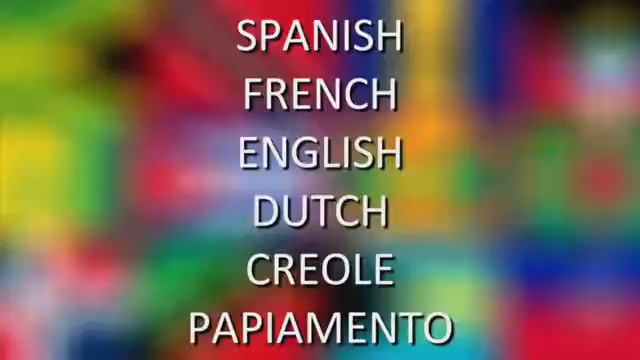 SPANISH
FRENCH
ENGLISH
DUTCH
CREOLE
PAPIAMENTO